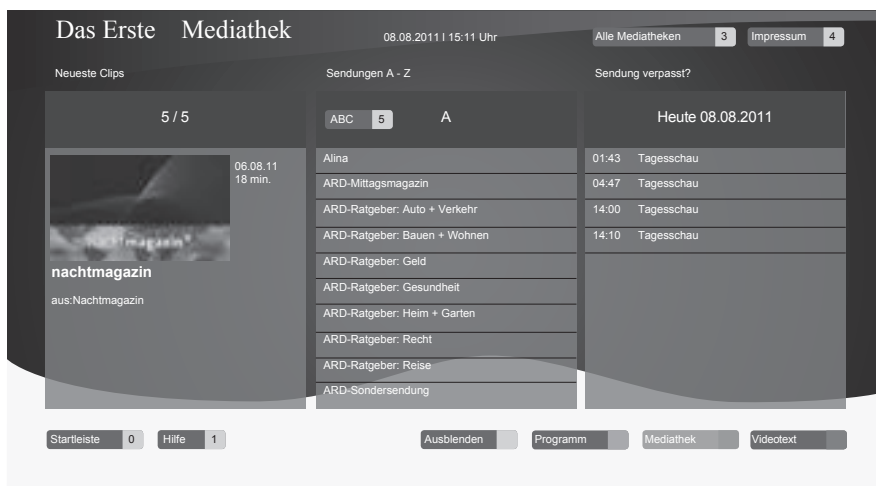 Das Erste Mediathek
08.08.2011 I 15:11 Uhr
Alle Mediatheken 3
Impressum 4
Neueste Clips
Sendungen A - Z
Sendung verpasst?
5 / 5
ABC 5
A
Heute 08.08.2011
06.08.11
18 min.
Nachtmagazin
nachtmagazin
aus:Nachtmagazin
Alina
ARD-Mittagsmagazin
ARD-Ratgeber: Auto + Verkehr
ARD-Ratgeber: Bauen + Wohnen
ARD-Ratgeber: Geld
ARD-Ratgeber: Gesundheit
ARD-Ratgeber: Heim + Garten
ARD-Ratgeber: Recht
ARD-Ratgeber: Reise
ARD-Sondersendung
01:43 Tagesschau
04:47 Tagesschau
14:00 Tagesschau
14:10 Tagesschau
Startleiste 0
Hilfe 1
Ausblenden
Programm
Mediathek
Videotext